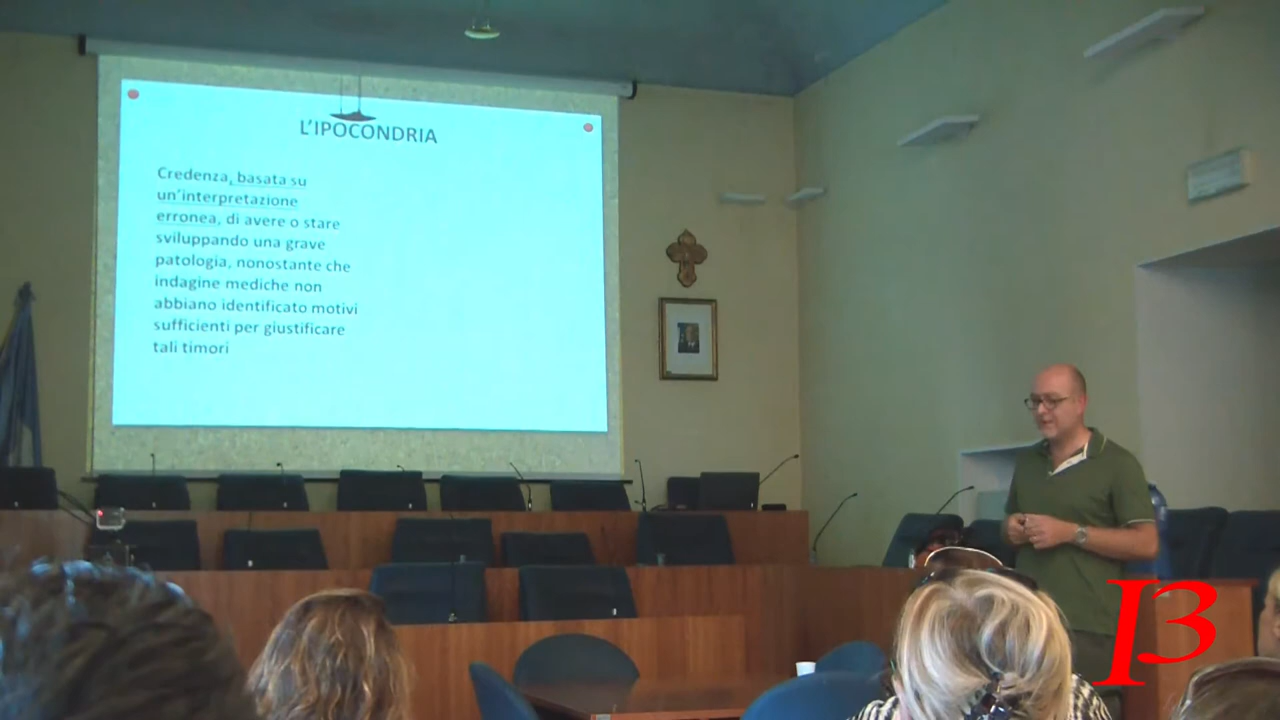 L'IPOCONDRIA
Credenza, basata su
un'interpretazione
erronea, di avere o stare
sviluppando una grave
patologia, nonostante che
indagine mediche non
abbiano identificato motivi
sufficienti per giustificare
tali timori
B